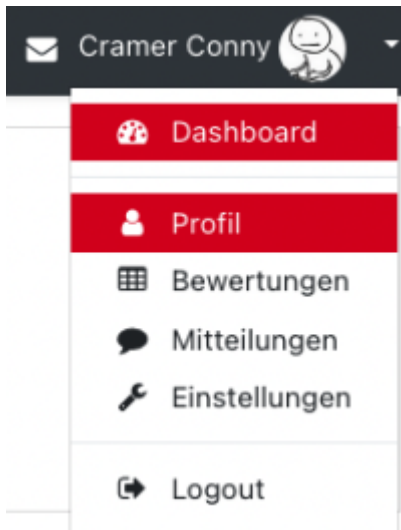 Cramer Conny
Dashboard
Profil
Bewertungen
Mitteilungen
Einstellungen
Logout